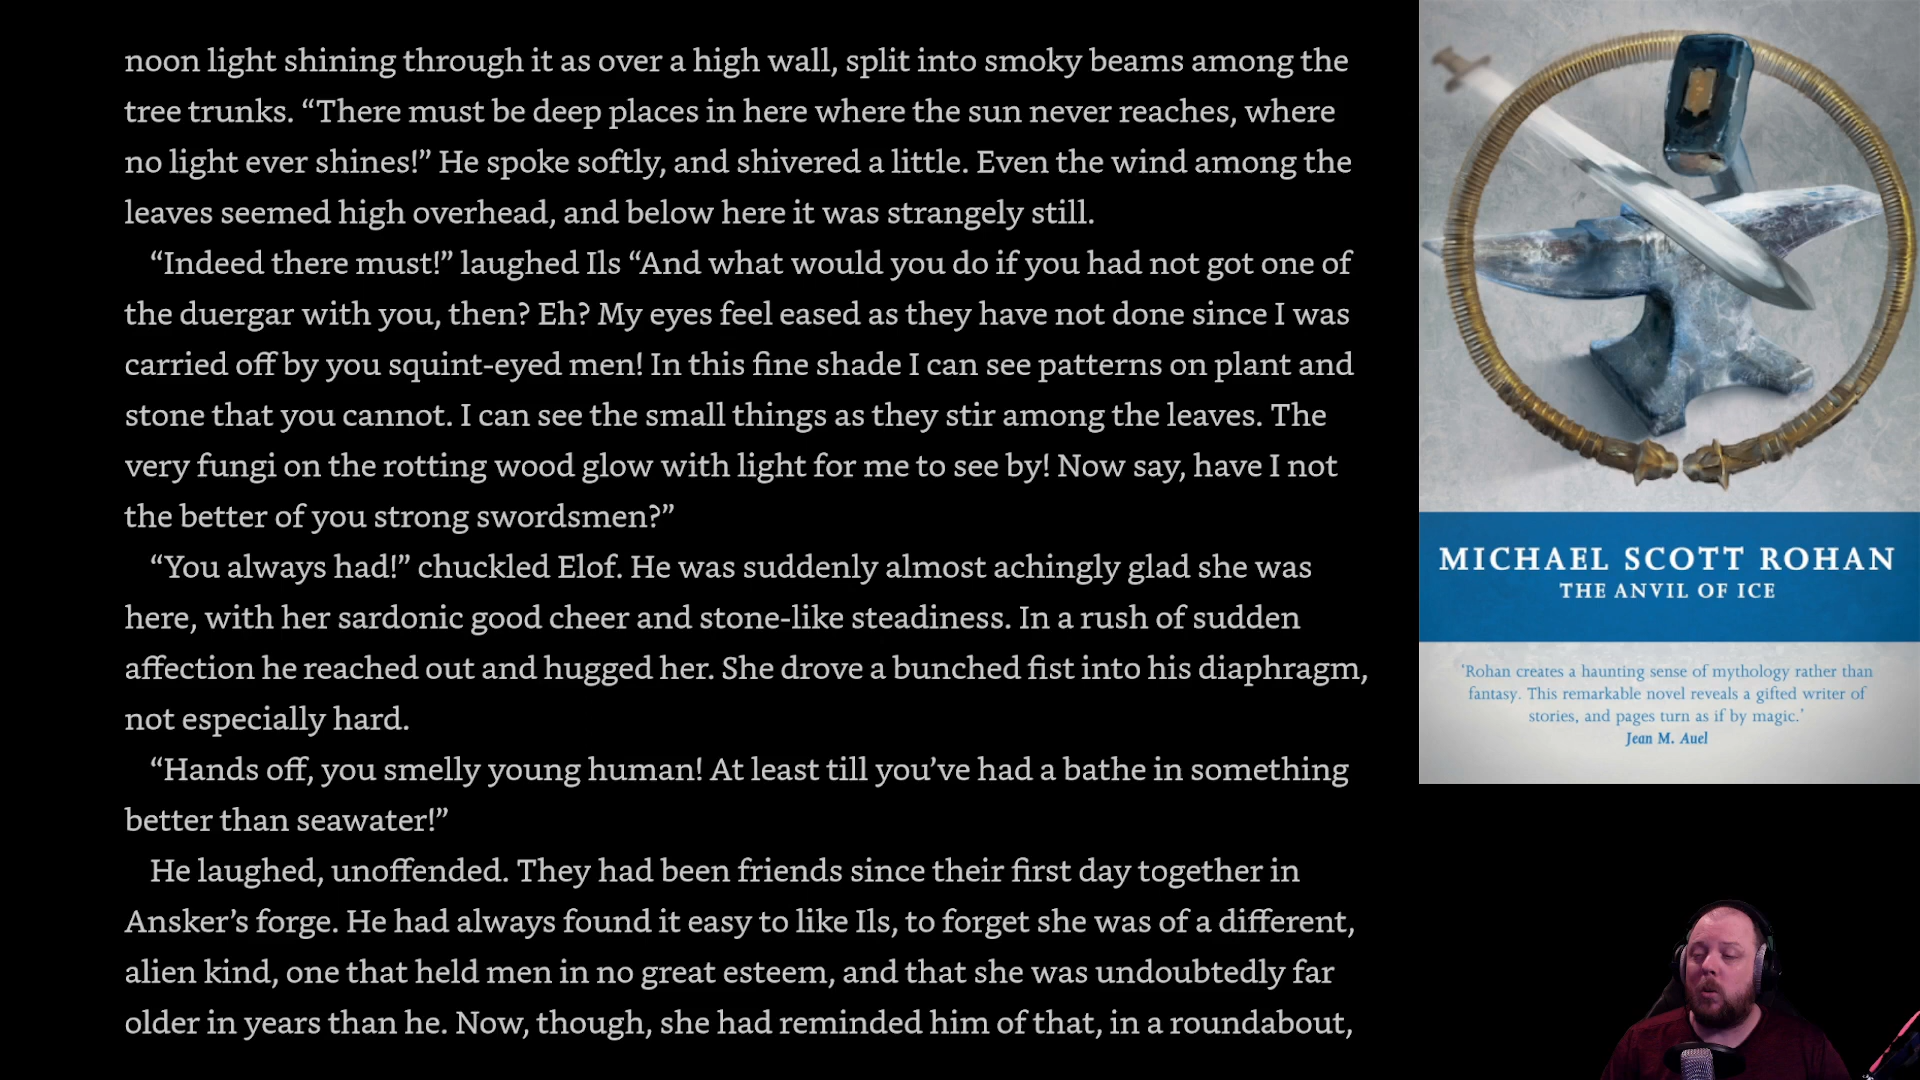 noon light shining through it as over a high wall, split into smoky beams among the
tree trunks. “There must be deep places in here where the sun never reaches, where
no light ever shines!” He spoke softly, and shivered a little. Even the wind among the
leaves seemed high overhead, and below here it was strangely still.
“Indeed there must!” laughed Ils “And what would you do if you had not got one of
the duergar with you, then? Eh? My eyes feel eased as they have not done since I was
carried off by you squint-eyed men! In this fine shade I can see patterns on plant and
stone that you cannot. I can see the small things as they stir among the leaves. The
very fungi on the rotting wood glow with light for me to see by! Now say, have I not
the better of you strong swordsmen?”
“You always had!” chuckled Elof. He was suddenly almost achingly glad she was
here, with her sardonic good cheer and stone-like steadiness. In a rush of sudden
affection he reached out and hugged her. She drove a bunched fist into his diaphragm,
not especially hard.
“Hands off, you smelly young human! At least till you’ve had a bathe in something
better than seawater!”
He laughed, unoffended. They had been friends since their first day together in
Ansker’s forge. He had always found it easy to like Ils, to forget she was of a different,
alien kind, one that held men in no great esteem, and that she was undoubtedly far
older in years than he. Now, though, she had reminded him of that, in a roundabout,
MICHAEL SCOTT ROHAN
THE ANVIL OF ICE
‘Rohan creates a haunting sense of mythology rather than
fantasy. This remarkable novel reveals a gifted writer of
stories, and pages turn as if by magic.’
Jean M. Auel